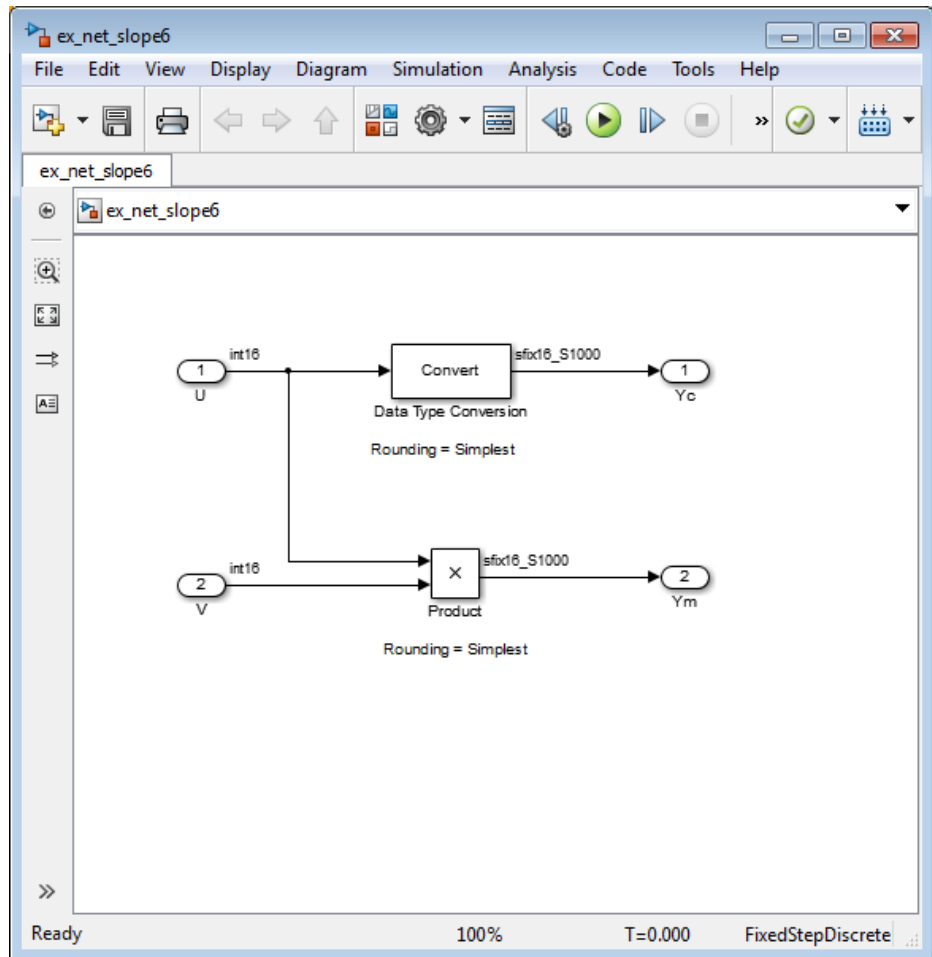 ex_net_slope6
File Edit View Display Diagram Simulation Analysis Code Tools Help
»
ex_net_slope6
ex_net_slope6
int16
1
U
Convert
Data Type Conversion
sfix16_S1000
1
Yc
Rounding = Simplest
int16
2
V
×
Product
sfix16_S1000
2
Ym
Rounding = Simplest
Ready 100% T=0.000 FixedStepDiscrete